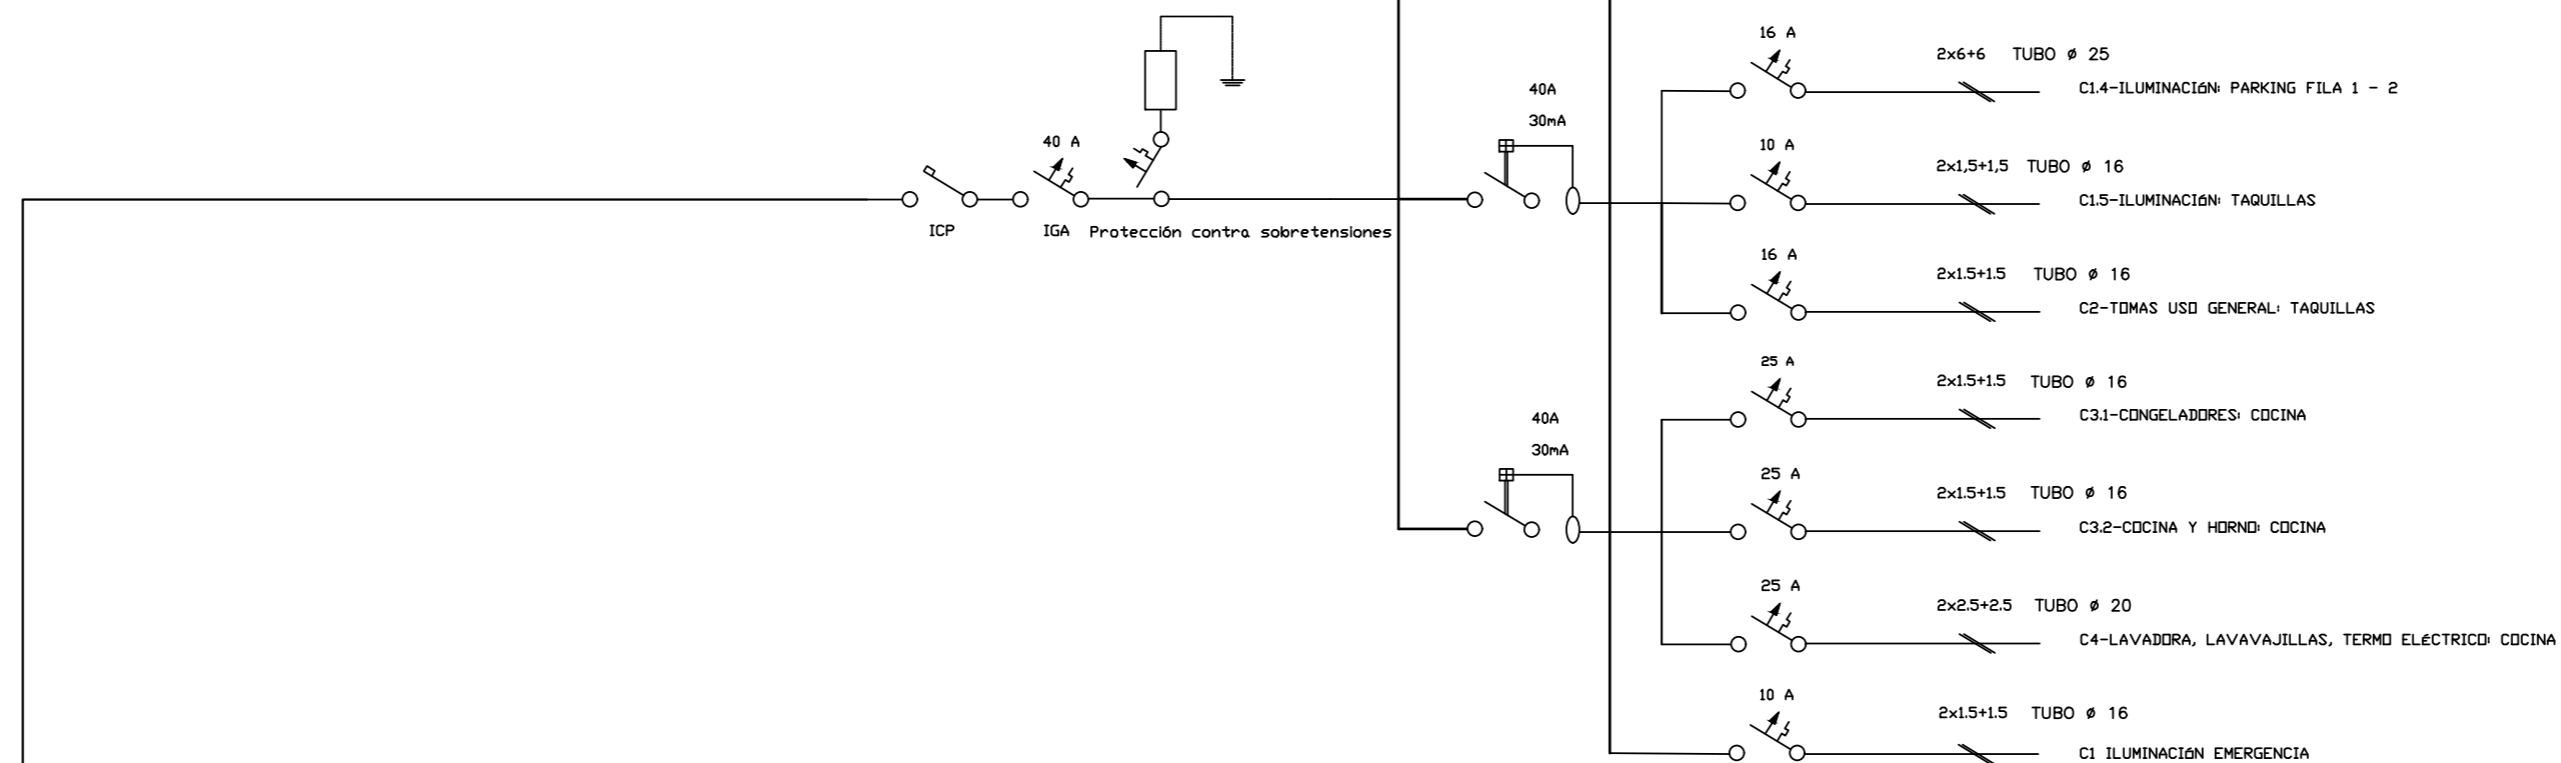 16 A
2x6+6 TUBO ø 25
C1.4-ILUMINACIÓN: PARKING FILA 1 - 2
40A
30mA
40 A
10 A
2x1,5+1,5 TUBO ø 16
C1.5-ILUMINACIÓN: TAQUILLAS
ICP
IGA
Protección contra sobretensiones
16 A
2x1.5+1.5 TUBO ø 16
C2-TOMAS USO GENERAL: TAQUILLAS
25 A
2x1.5+1.5 TUBO ø 16
C3.1-CONGELADORES: COCINA
40A
30mA
25 A
2x1.5+1.5 TUBO ø 16
C3.2-COCINA Y HORNO: COCINA
25 A
2x2.5+2.5 TUBO ø 20
C4-LAVADORA, LAVAVAJILLAS, TERMO ELÉCTRICO: COCINA
10 A
2x1.5+1.5 TUBO ø 16
C1 ILUMINACIÓN EMERGENCIA